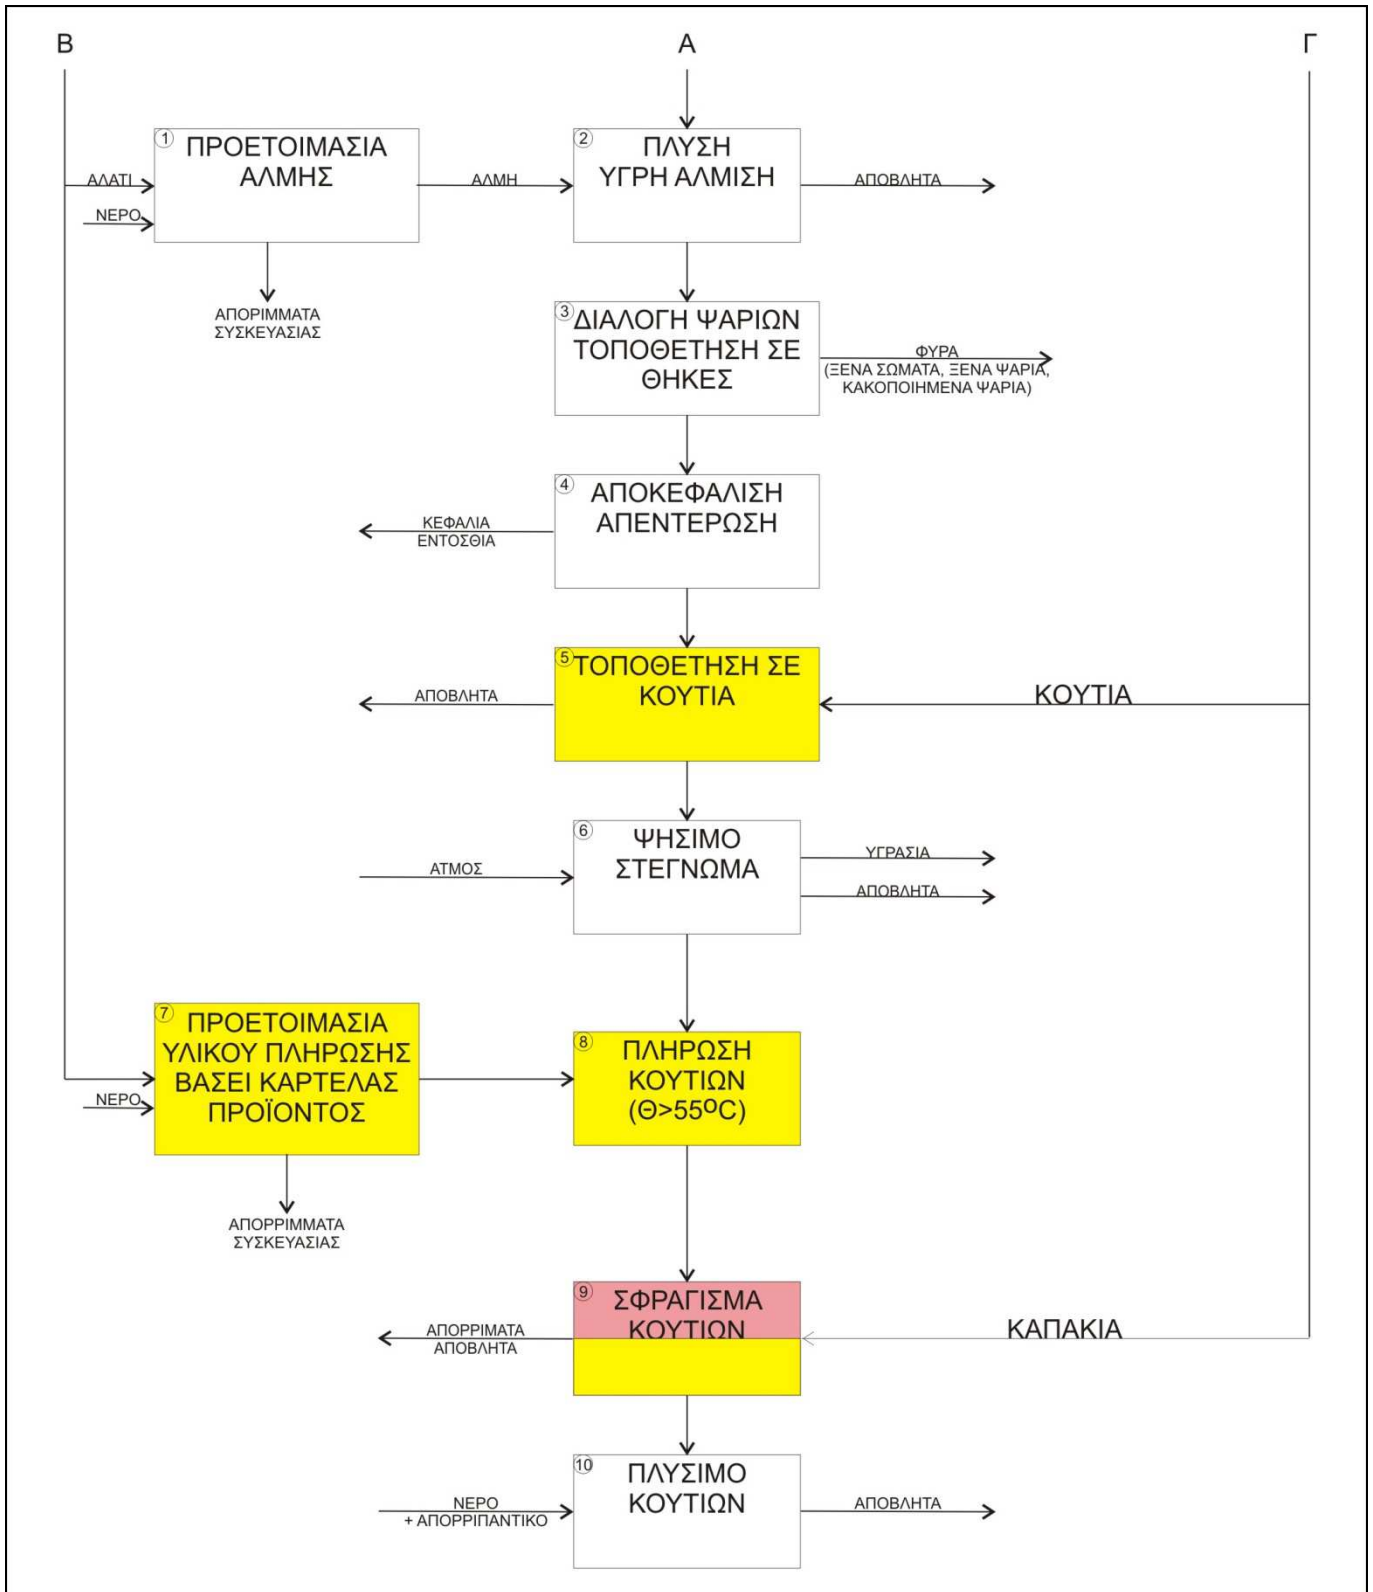 Β
Α
Γ
1
ΠΡΟΕΤΟΙΜΑΣΙΑ
ΑΛΜΗΣ
ΑΛΑΤΙ
ΝΕΡΟ
ΑΛΜΗ
2
ΠΛΥΣΗ
ΥΓΡΗ ΑΛΜΙΣΗ
ΑΠΟΒΛΗΤΑ
ΑΠΟΡΙΜΜΑΤΑ
ΣΥΣΚΕΥΑΣΙΑΣ
3
ΔΙΑΛΟΓΗ ΨΑΡΙΩΝ
ΤΟΠΟΘΕΤΗΣΗ ΣΕ
ΘΗΚΕΣ
ΦΥΡΑ
(ΞΕΝΑ ΣΩΜΑΤΑ, ΞΕΝΑ ΨΑΡΙΑ,
ΚΑΚΟΠΟΙΗΜΕΝΑ ΨΑΡΙΑ)
4
ΑΠΟΚΕΦΑΛΙΣΗ
ΑΠΕΝΤΕΡΩΣΗ
ΚΕΦΑΛΙΑ
ΕΝΤΟΣΘΙΑ
5
ΤΟΠΟΘΕΤΗΣΗ ΣΕ
ΚΟΥΤΙΑ
ΑΠΟΒΛΗΤΑ
ΚΟΥΤΙΑ
6
ΨΗΣΙΜΟ
ΣΤΕΓΝΩΜΑ
ΑΤΜΟΣ
ΥΓΡΑΣΙΑ
ΑΠΟΒΛΗΤΑ
7
ΠΡΟΕΤΟΙΜΑΣΙΑ
ΥΛΙΚΟΥ ΠΛΗΡΩΣΗΣ
ΒΑΣΕΙ ΚΑΡΤΕΛΑΣ
ΠΡΟΪΟΝΤΟΣ
ΝΕΡΟ
8
ΠΛΗΡΩΣΗ
ΚΟΥΤΙΩΝ
(Θ>55ºC)
ΑΠΟΡΡΙΜΜΑΤΑ
ΣΥΣΚΕΥΑΣΙΑΣ
9
ΣΦΡΑΓΙΣΜΑ
ΚΟΥΤΙΩΝ
ΑΠΟΡΡΙΜΑΤΑ
ΑΠΟΒΛΗΤΑ
ΚΑΠΑΚΙΑ
10
ΠΛΥΣΙΜΟ
ΚΟΥΤΙΩΝ
ΝΕΡΟ
+ ΑΠΟΡΡΙΠΑΝΤΙΚΟ
ΑΠΟΒΛΗΤΑ